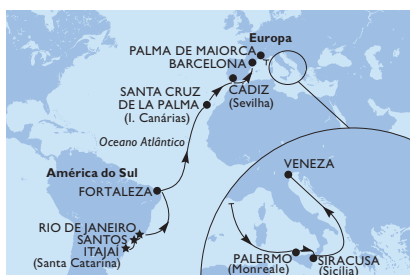 Europa
PALMA DE MAIORCA
BARCELONA
CÁDIZ
(Sevilha)
SANTA CRUZ
DE LA PALMA
(I. Canárias)
Oceano Atlântico
América do Sul
FORTALEZA
RIO DE JANEIRO
SANTOS
ITAJAÍ
(Santa Catarina)
VENEZA
PALERMO
(Monreale)
SIRACUSA
(Sicília)